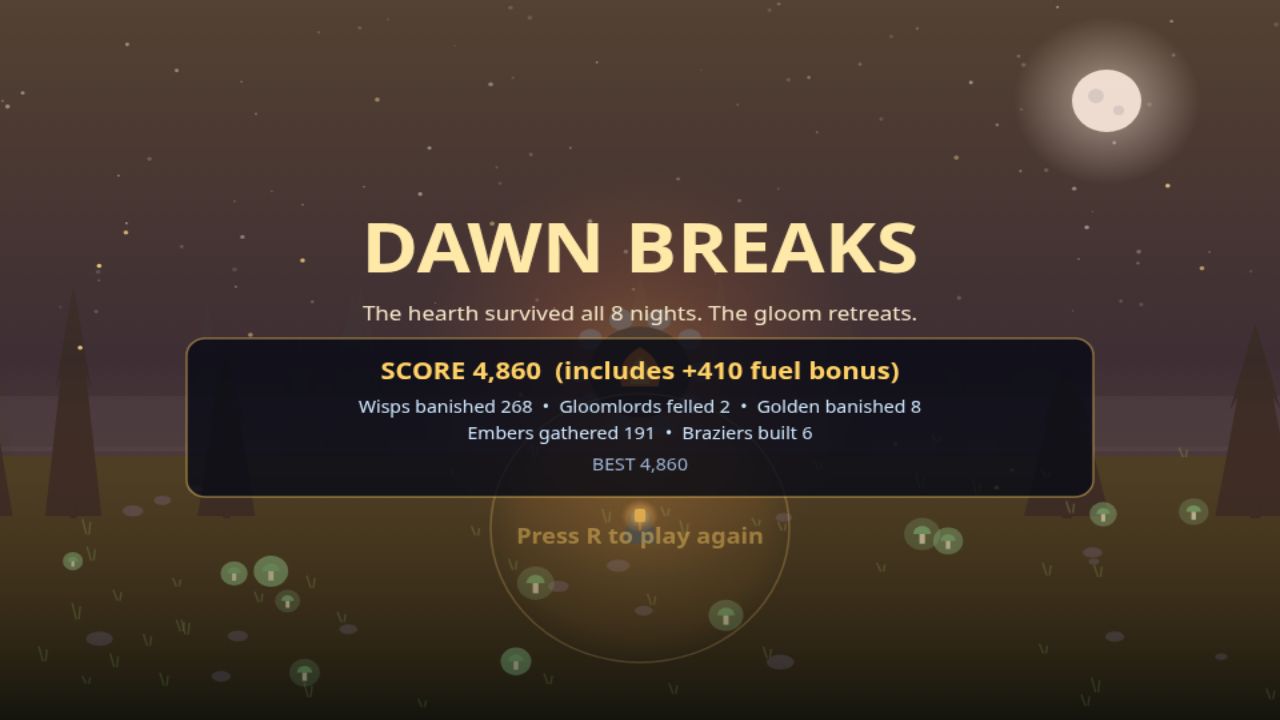 DAWN BREAKS
The hearth survived all 8 nights. The gloom retreats.
SCORE 4,860 (includes +410 fuel bonus)
Wisps banished 268 • Gloomlords felled 2 • Golden banished 8
Embers gathered 191 • Braziers built 6
BEST 4,860
Press R to play again